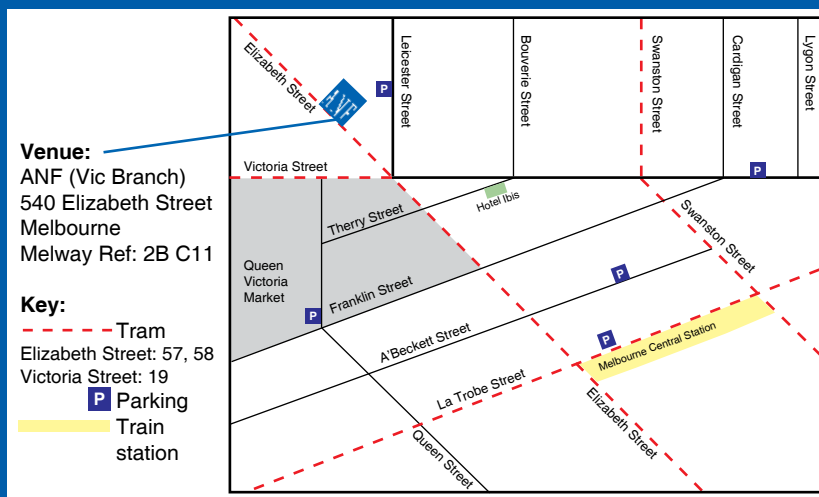 Venue:
ANF (Vic Branch)
540 Elizabeth Street
Melbourne
Melway Ref: 2B C11
Key:
Tram
Elizabeth Street: 57, 58
Victoria Street: 19
P Parking
Train
station
Elizabeth Street
ANF
P
Leicester Street
Bouverie Street
Swanston Street
Cardigan Street
Lygon Street
Victoria Street
P
Therry Street
Hotel Ibis
Swanston Street
Queen
Victoria
Market
Franklin Street
P
P
A'Beckett Street
P
Melbourne Central Station
La Trobe Street
Elizabeth Street
Queen Street